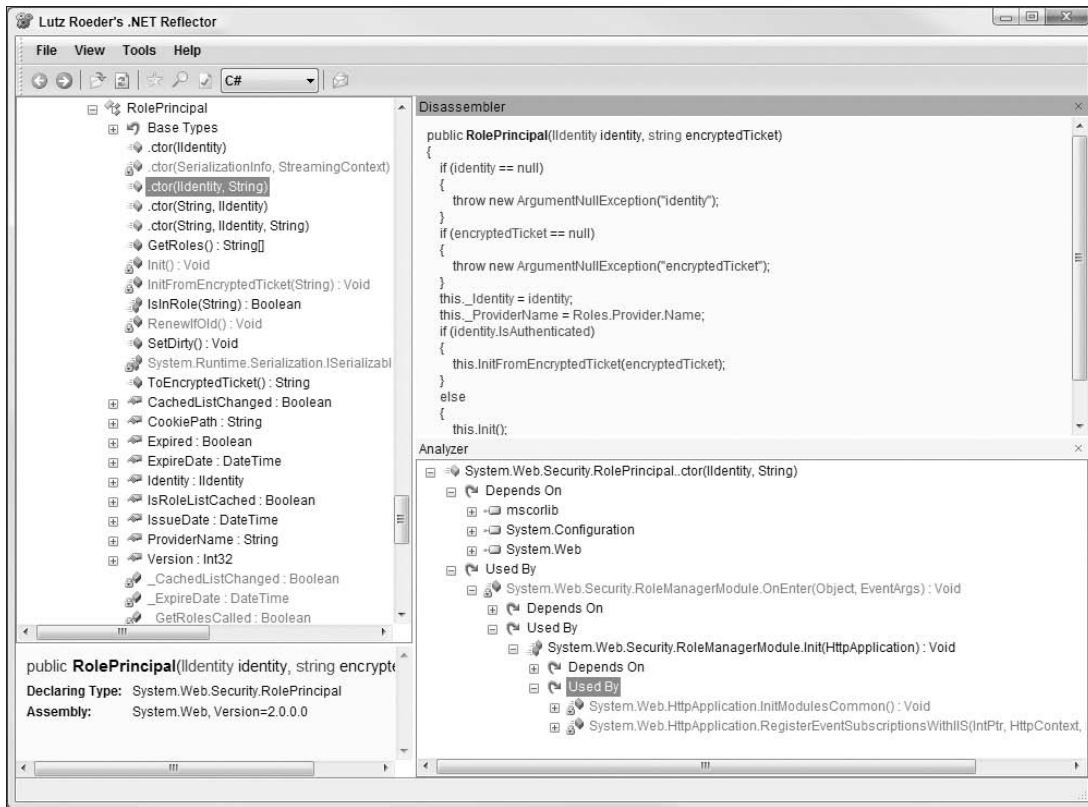 Lutz Roeder's .NET Reflector
File View Tools Help
C#
RolePrincipal
Base Types
.ctor(IIdentity)
.ctor(SerializationInfo, StreamingContext)
.ctor(IIdentity, String)
.ctor(String, IIdentity)
.ctor(String, IIdentity, String)
GetRoles() : String[]
Init() : Void
InitFromEncryptedTicket(String) : Void
IsInRole(String) : Boolean
RenewIfOld() : Void
SetDirty() : Void
System.Runtime.Serialization.ISerializabl
ToEncryptedTicket() : String
CachedListChanged : Boolean
CookiePath : String
Expired : Boolean
ExpireDate : DateTime
Identity : IIdentity
IsRoleListCached : Boolean
IssueDate : DateTime
ProviderName : String
Version : Int32
_CachedListChanged : Boolean
_ExpireDate : DateTime
_GetRolesCalled : Boolean
public RolePrincipal(IIdentity identity, string encrypte
Declaring Type: System.Web.Security.RolePrincipal
Assembly: System.Web, Version=2.0.0.0
Disassembler
public RolePrincipal(IIdentity identity, string encryptedTicket)
{
if (identity == null)
{
throw new ArgumentNullException("identity");
}
if (encryptedTicket == null)
{
throw new ArgumentNullException("encryptedTicket");
}
this._Identity = identity;
this._ProviderName = Roles.Provider.Name;
if (identity.IsAuthenticated)
{
this.InitFromEncryptedTicket(encryptedTicket);
}
else
{
this.Init();
Analyzer
System.Web.Security.RolePrincipal..ctor(IIdentity, String)
Depends On
mscorlib
System.Configuration
System.Web
Used By
System.Web.Security.RoleManagerModule.OnEnter(Object, EventArgs) : Void
Depends On
Used By
System.Web.Security.RoleManagerModule.Init(HttpApplication) : Void
Depends On
Used By
System.Web.HttpApplication.InitModulesCommon() : Void
System.Web.HttpApplication.RegisterEventSubscriptionsWithIIS(IntPtr, HttpContext,